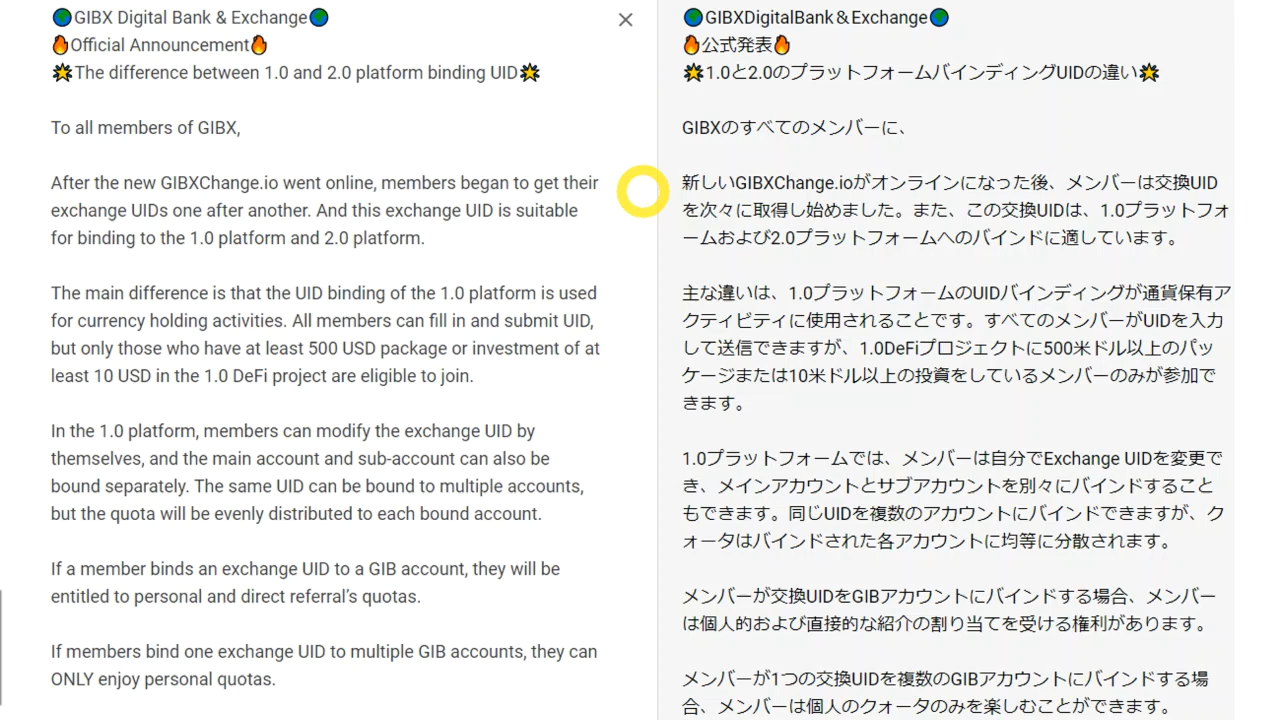 🌍GIBX Digital Bank & Exchange🌍
🔥Official Announcement🔥
🌟The difference between 1.0 and 2.0 platform binding UID🌟
To all members of GIBX,
After the new GIBXChange.io went online, members began to get their
exchange UIDs one after another. And this exchange UID is suitable
for binding to the 1.0 platform and 2.0 platform.
The main difference is that the UID binding of the 1.0 platform is used
for currency holding activities. All members can fill in and submit UID,
but only those who have at least 500 USD package or investment of at
least 10 USD in the 1.0 DeFi project are eligible to join.
In the 1.0 platform, members can modify the exchange UID by
themselves, and the main account and sub-account can also be
bound separately. The same UID can be bound to multiple accounts,
but the quota will be evenly distributed to each bound account.
If a member binds an exchange UID to a GIB account, they will be
entitled to personal and direct referral's quotas.
If members bind one exchange UID to multiple GIB accounts, they can
ONLY enjoy personal quotas.
🌍GIBXDigitalBank＆Exchange🌍
🔥公式発表🔥
🌟1.0と2.0のプラットフォームバインディングUIDの違い🌟
GIBXのすべてのメンバーに、
新しいGIBXChange.ioがオンラインになった後、メンバーは交換UID
を次々に取得し始めました。また、この交換UIDは、1.0プラットフォ
ームおよび2.0プラットフォームへのバインドに適しています。
主な違いは、1.0プラットフォームのUIDバインディングが通貨保有ア
クティビティに使用されることです。すべてのメンバーがUIDを入力
して送信できますが、1.0DeFiプロジェクトに500米ドル以上のパッ
ケージまたは10米ドル以上の投資をしているメンバーのみが参加で
きます。
1.0プラットフォームでは、メンバーは自分でExchange UIDを変更で
き、メインアカウントとサブアカウントを別々にバインドすること
もできます。同じUIDを複数のアカウントにバインドできますが、ク
ォータはバインドされた各アカウントに均等に分散されます。
メンバーが交換UIDをGIBアカウントにバインドする場合、メンバー
は個人的および直接的な紹介の割り当てを受ける権利があります。
メンバーが1つの交換UIDを複数のGIBアカウントにバインドする場
合、メンバーは個人のクォータのみを楽しむことができます。